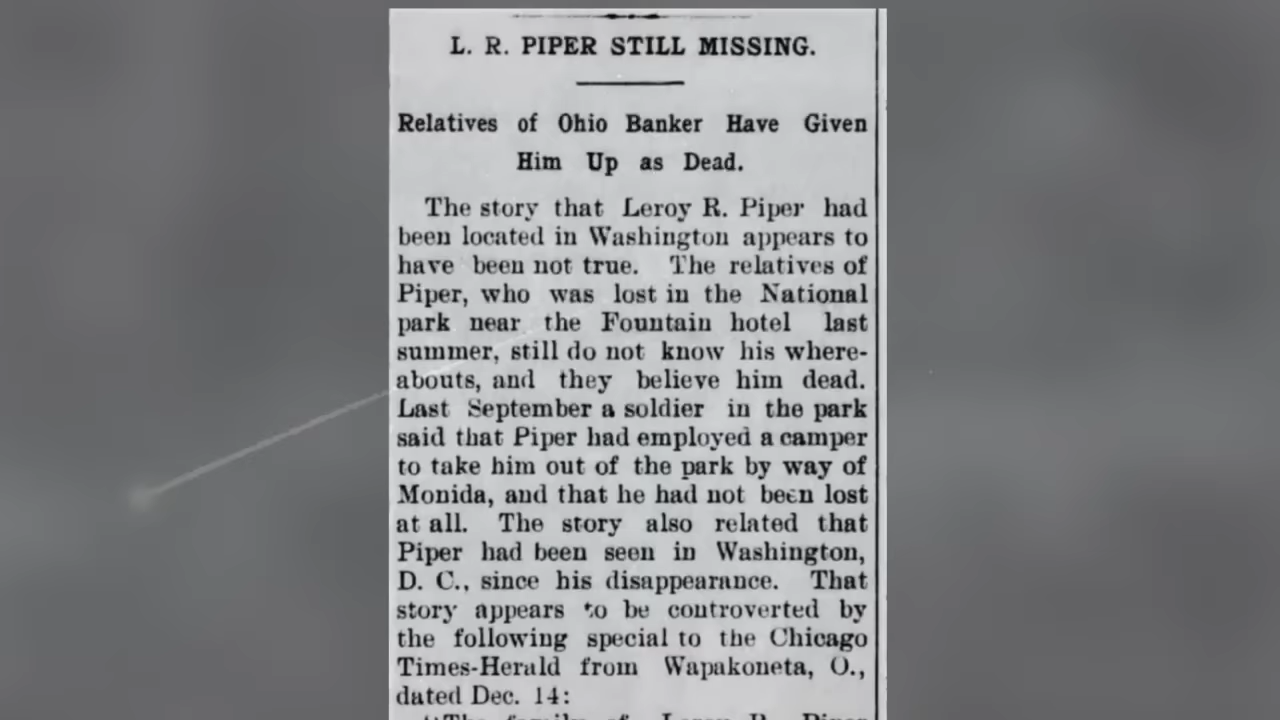 L. R. PIPER STILL MISSING.
Relatives of Ohio Banker Have Given
Him Up as Dead.
The story that Leroy R. Piper had
been located in Washington appears to
have been not true. The relatives of
Piper, who was lost in the National
park near the Fountain hotel last
summer, still do not know his where-
abouts, and they believe him dead.
Last September a soldier in the park
said that Piper had employed a camper
to take him out of the park by way of
Monida, and that he had not been lost
at all. The story also related that
Piper had been seen in Washington,
D. C., since his disappearance. That
story appears to be controverted by
the following special to the Chicago
Times-Herald from Wapakoneta, O.,
dated Dec. 14:
"The family of Leroy R. Piper